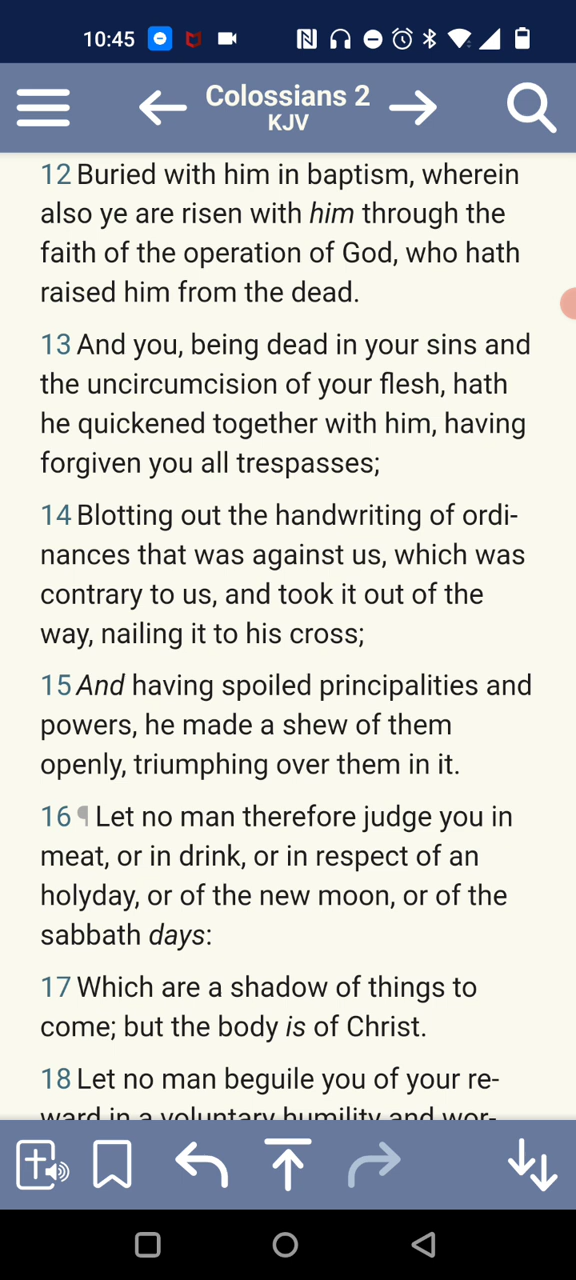 10:45
Colossians 2
KJV
12 Buried with him in baptism, wherein
also ye are risen with him through the
faith of the operation of God, who hath
raised him from the dead.
13 And you, being dead in your sins and
the uncircumcision of your flesh, hath
he quickened together with him, having
forgiven you all trespasses;
14 Blotting out the handwriting of ordi-
nances that was against us, which was
contrary to us, and took it out of the
way, nailing it to his cross;
15 And having spoiled principalities and
powers, he made a shew of them
openly, triumphing over them in it.
16 ¶ Let no man therefore judge you in
meat, or in drink, or in respect of an
holyday, or of the new moon, or of the
sabbath days:
17 Which are a shadow of things to
come; but the body is of Christ.
18 Let no man beguile you of your re-
ward in a voluntary humility and wor-